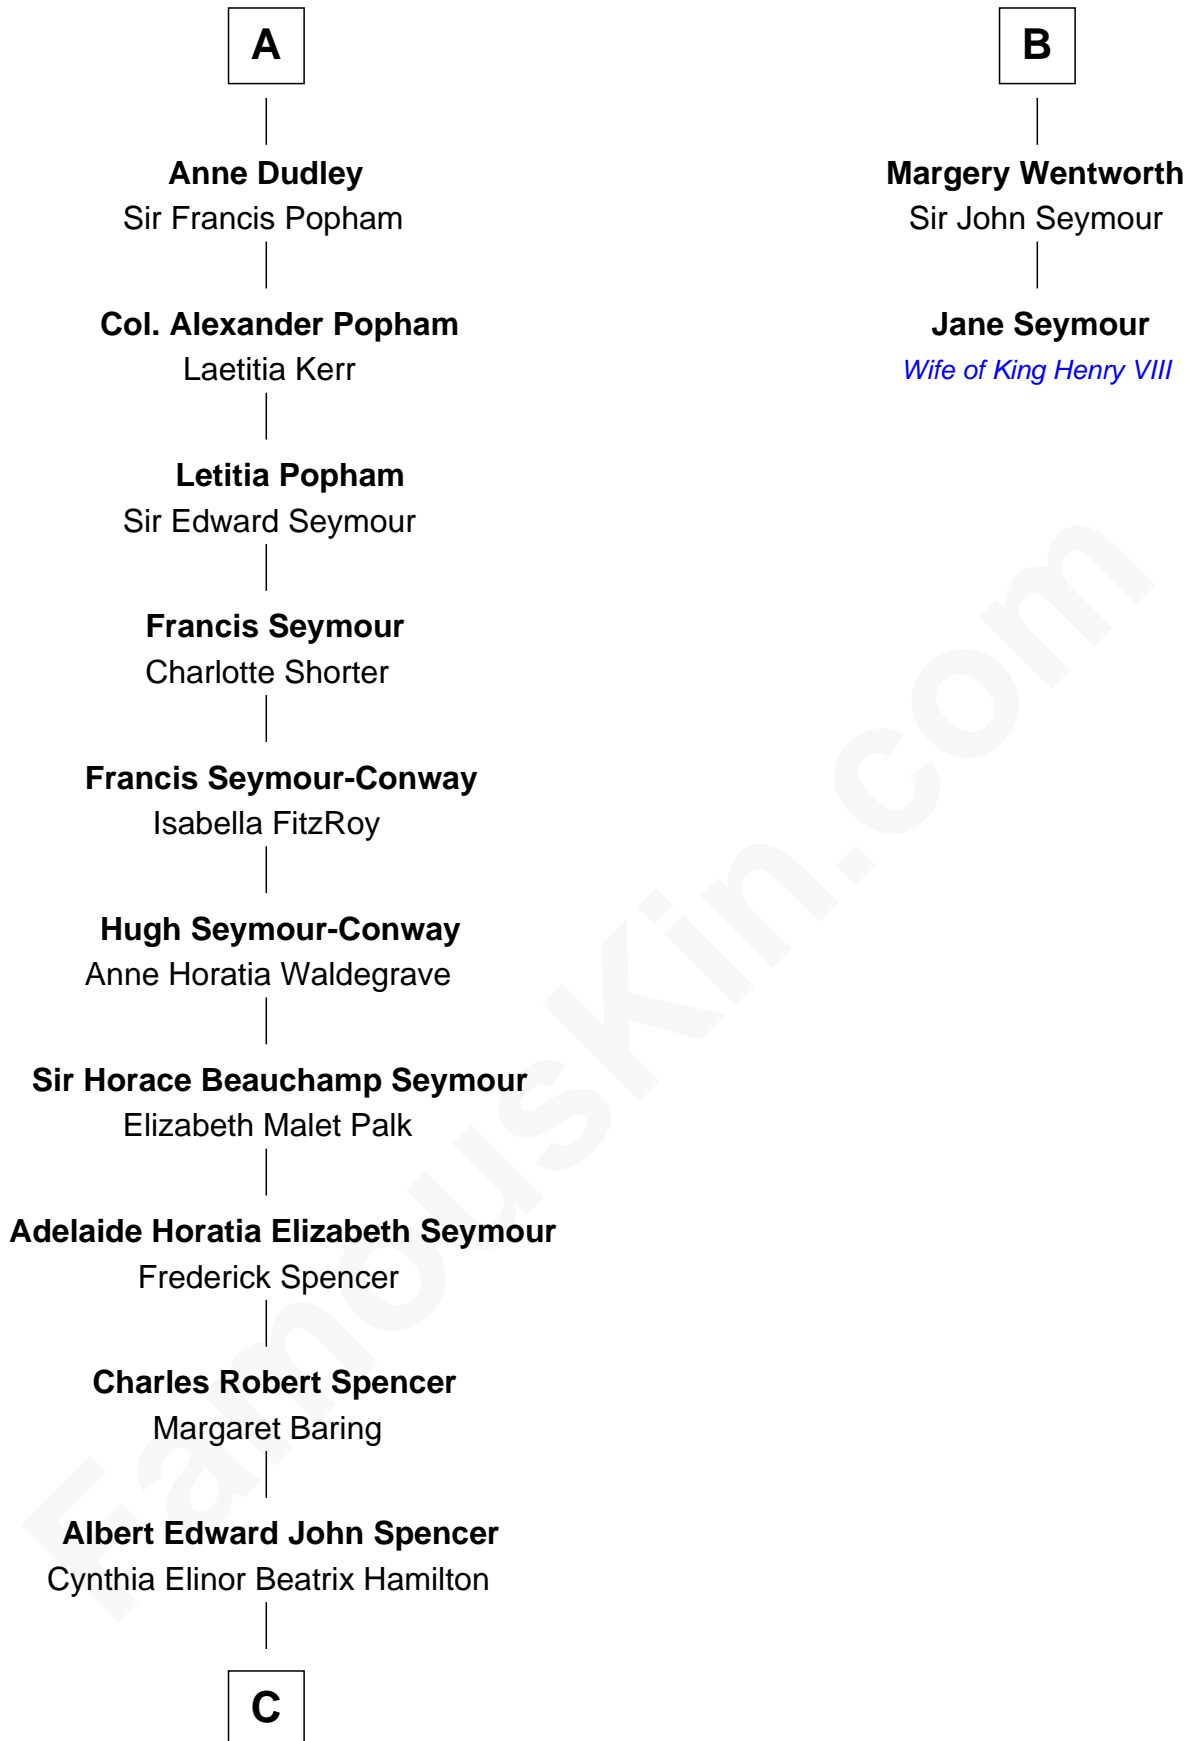 A
B
Anne Dudley
Sir Francis Popham
Margery Wentworth
Sir John Seymour
Col. Alexander Popham
Laetitia Kerr
Jane Seymour
Wife of King Henry VIII
Letitia Popham
Sir Edward Seymour
Francis Seymour
Charlotte Shorter
Francis Seymour-Conway
Isabella FitzRoy
Hugh Seymour-Conway
Anne Horatia Waldegrave
Sir Horace Beauchamp Seymour
Elizabeth Malet Palk
Adelaide Horatia Elizabeth Seymour
Frederick Spencer
Charles Robert Spencer
Margaret Baring
Albert Edward John Spencer
Cynthia Elinor Beatrix Hamilton
C
FamousKin.com